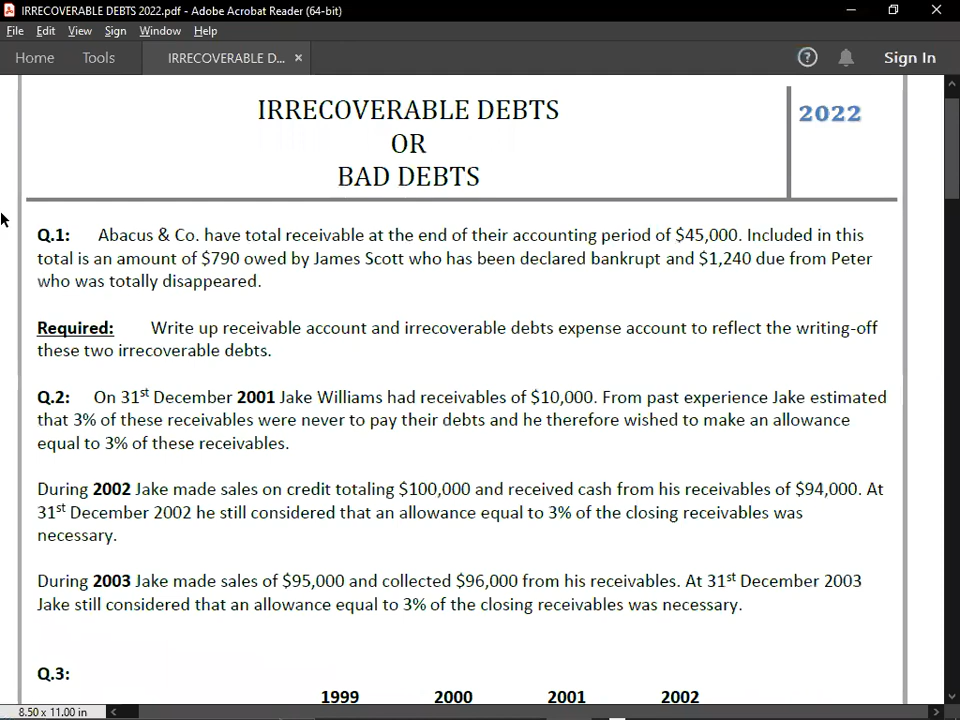 IRRECOVERABLE DEBTS 2022.pdf - Adobe Acrobat Reader (64-bit)
File Edit View Sign Window Help
Home Tools IRRECOVERABLE D... × Sign In
IRRECOVERABLE DEBTS
OR
BAD DEBTS
2022
Q.1: Abacus & Co. have total receivable at the end of their accounting period of $45,000. Included in this
total is an amount of $790 owed by James Scott who has been declared bankrupt and $1,240 due from Peter
who was totally disappeared.
Required: Write up receivable account and irrecoverable debts expense account to reflect the writing-off
these two irrecoverable debts.
Q.2: On 31st December 2001 Jake Williams had receivables of $10,000. From past experience Jake estimated
that 3% of these receivables were never to pay their debts and he therefore wished to make an allowance
equal to 3% of these receivables.
During 2002 Jake made sales on credit totaling $100,000 and received cash from his receivables of $94,000. At
31st December 2002 he still considered that an allowance equal to 3% of the closing receivables was
necessary.
During 2003 Jake made sales of $95,000 and collected $96,000 from his receivables. At 31st December 2003
Jake still considered that an allowance equal to 3% of the closing receivables was necessary.
Q.3:
1999 2000 2001 2002
8.50 x 11.00 in